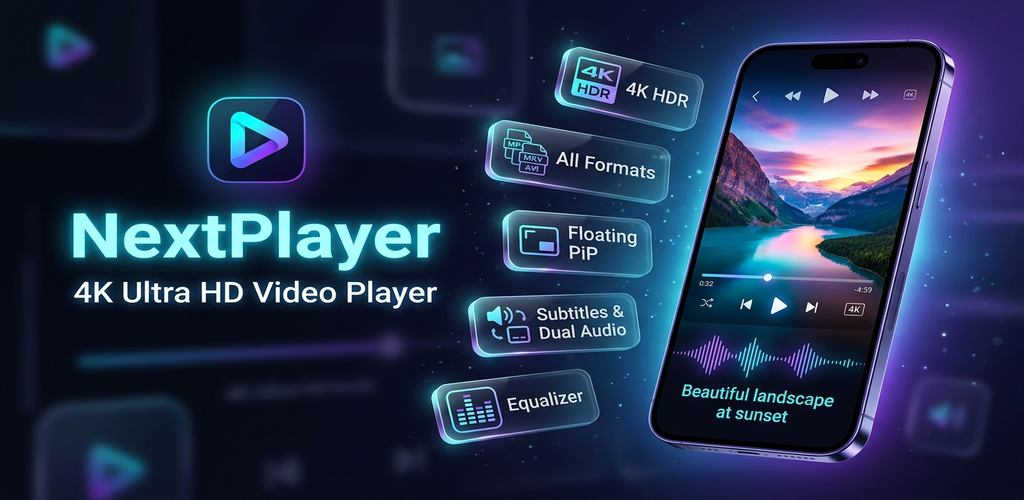 NextPlayer
4K Ultra HD Video Player
4K
HDR
4K HDR
MP
MRV
AVI
All Formats
Floating
PiP
Subtitles &
Dual Audio
Equalizer
4K
0:32
-4:59
4K
Beautiful landscape
at sunset